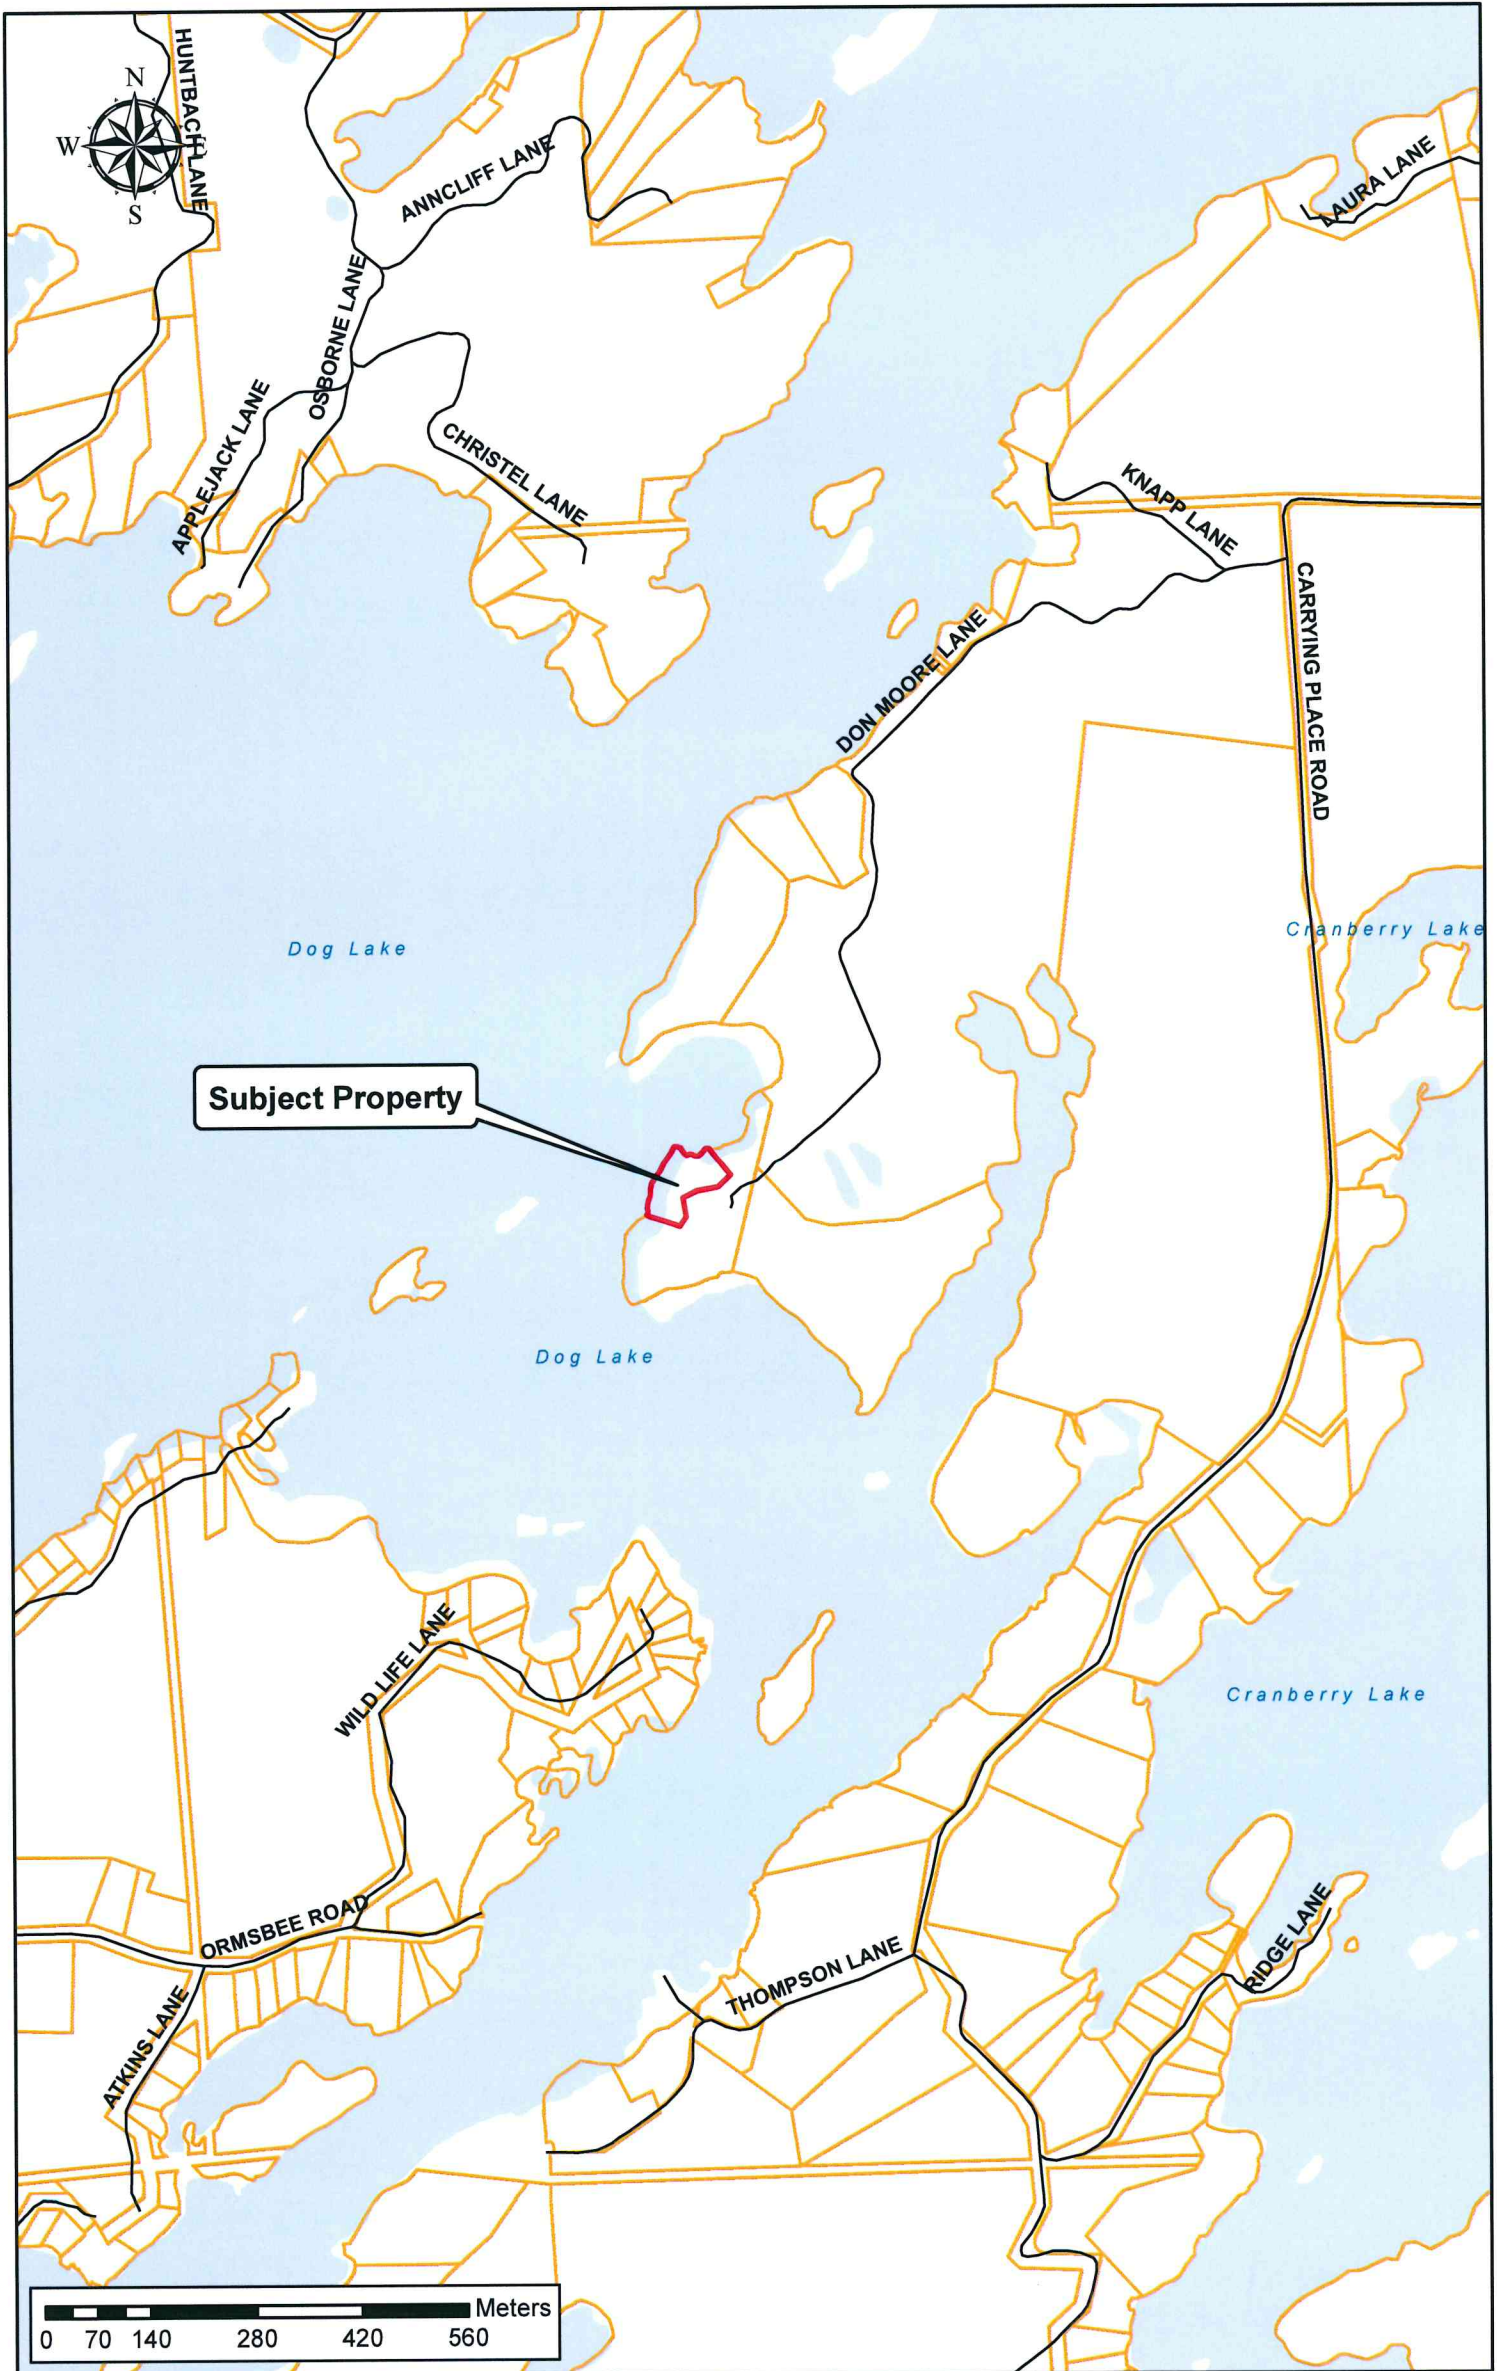 HUNTBACH LANE
N
W
S
ANNCLIFF LANE
LAURA LANE
OSBORNE LANE
APPLEJACK LANE
CHRISTEL LANE
KNAPP LANE
CARRYING PLACE ROAD
DON MOORE LANE
Cranberry Lake
Dog Lake
Subject Property
Dog Lake
WILD LIFE LANE
Cranberry Lake
ORMSBEE ROAD
RIDGE LANE
THOMPSON LANE
ATKINS LANE
Meters
0 70 140 280 420 560